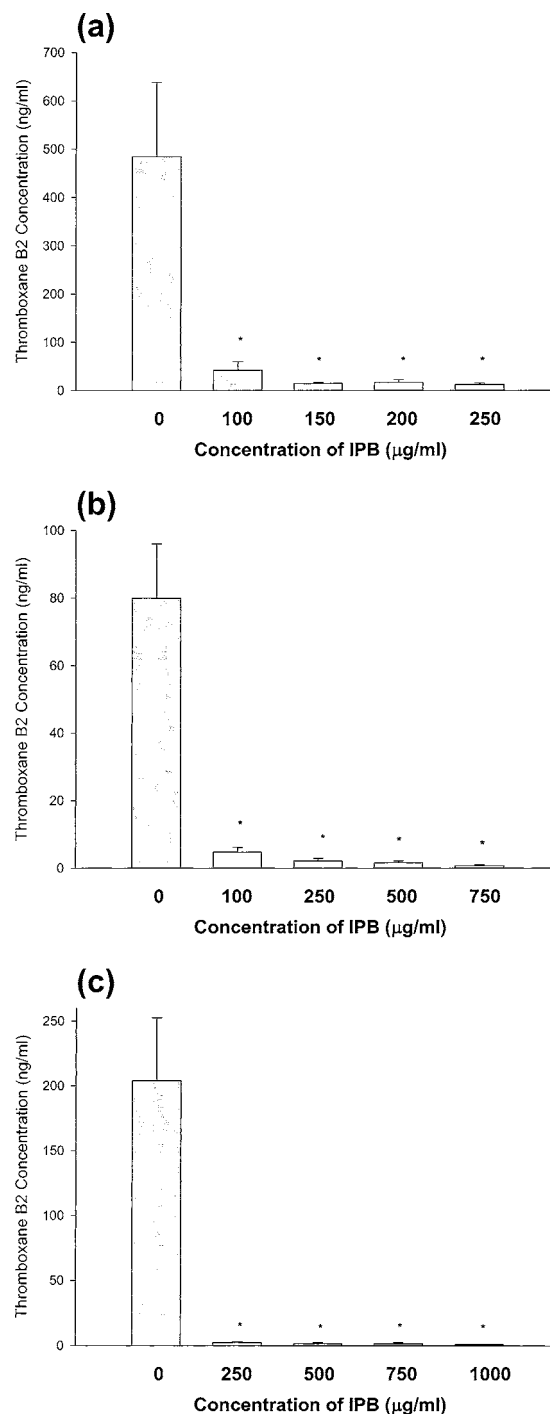 (a)
Thromboxane B2 Concentration (ng/ml)
700
600
500
400
300
200
100
0
* * * *
0 100 150 200 250
Concentration of IPB (μg/ml)
(b)
Thromboxane B2 Concentration (ng/ml)
100
80
60
40
20
0
* * * *
0 100 250 500 750
Concentration of IPB (μg/ml)
(c)
Thromboxane B2 Concentration (ng/ml)
250
200
150
100
50
0
* * * *
0 250 500 750 1000
Concentration of IPB (μg/ml)